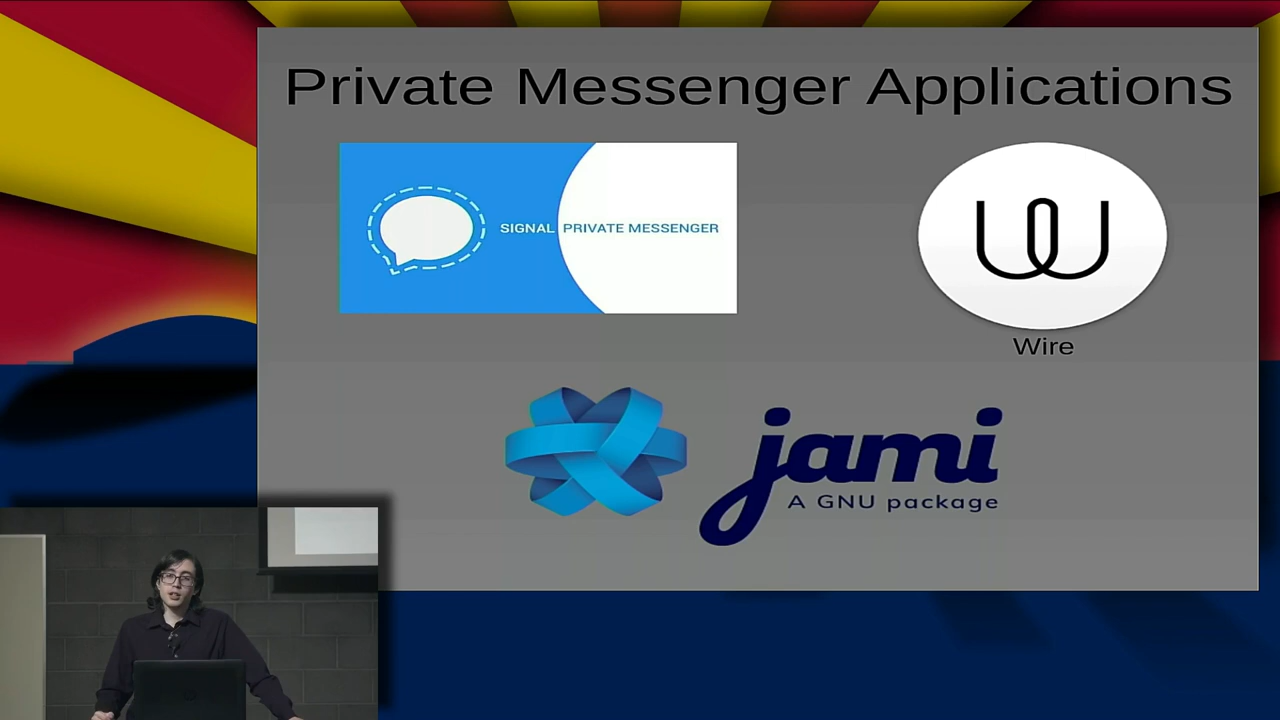 Private Messenger Applications
SIGNAL PRIVATE MESSENGER
Wire
jami
A GNU package